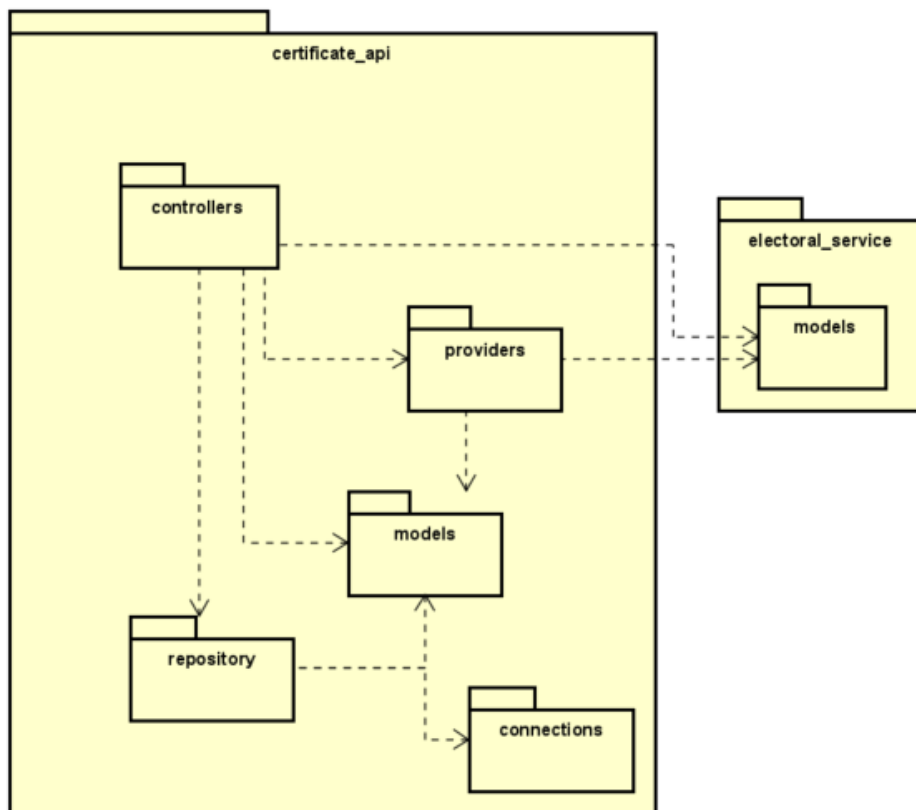 certificate_api
controllers
electoral_service
models
providers
models
repository
connections